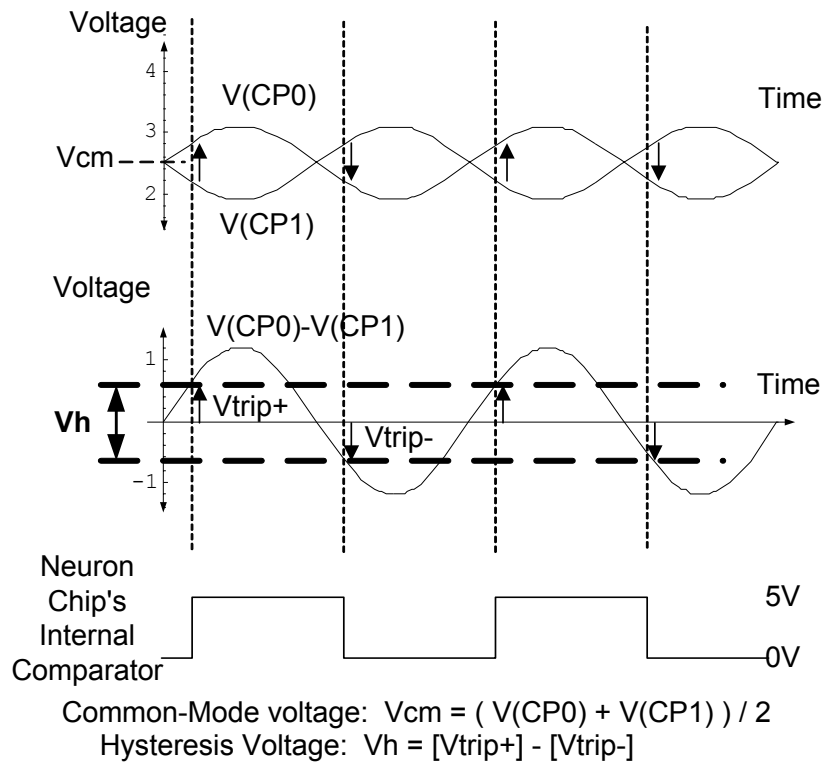 Voltage
4
V(CP0)
Time
3
Vcm
2
V(CP1)
Voltage
V(CP0)-V(CP1)
1
Time
Vtrip+
Vh
Vtrip-
-1
Neuron
Chip's
Internal
Comparator
5V
0V
Common-Mode voltage: Vcm = ( V(CP0) + V(CP1) ) / 2
Hysteresis Voltage: Vh = [Vtrip+] - [Vtrip-]